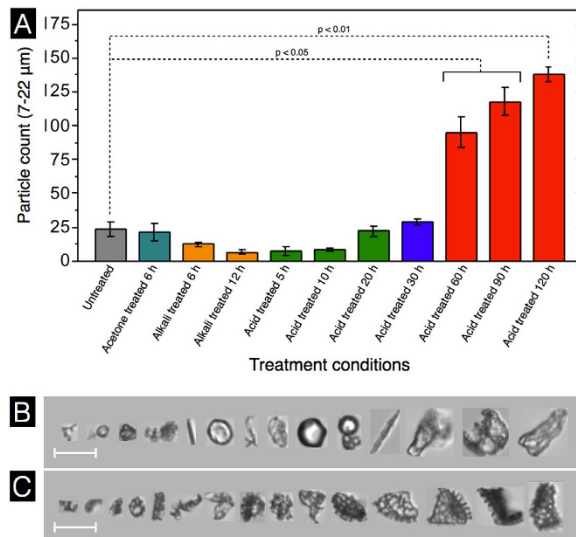 A
175
150
125
100
75
50
25
0
Particle count (7-22 µm)
p < 0.01
p < 0.05
Untreated
Acetone treated 6 h
Alkali treated 6 h
Alkali treated 12 h
Acid treated 5 h
Acid treated 10 h
Acid treated 20 h
Acid treated 30 h
Acid treated 60 h
Acid treated 90 h
Acid treated 120 h
Treatment conditions
B
C